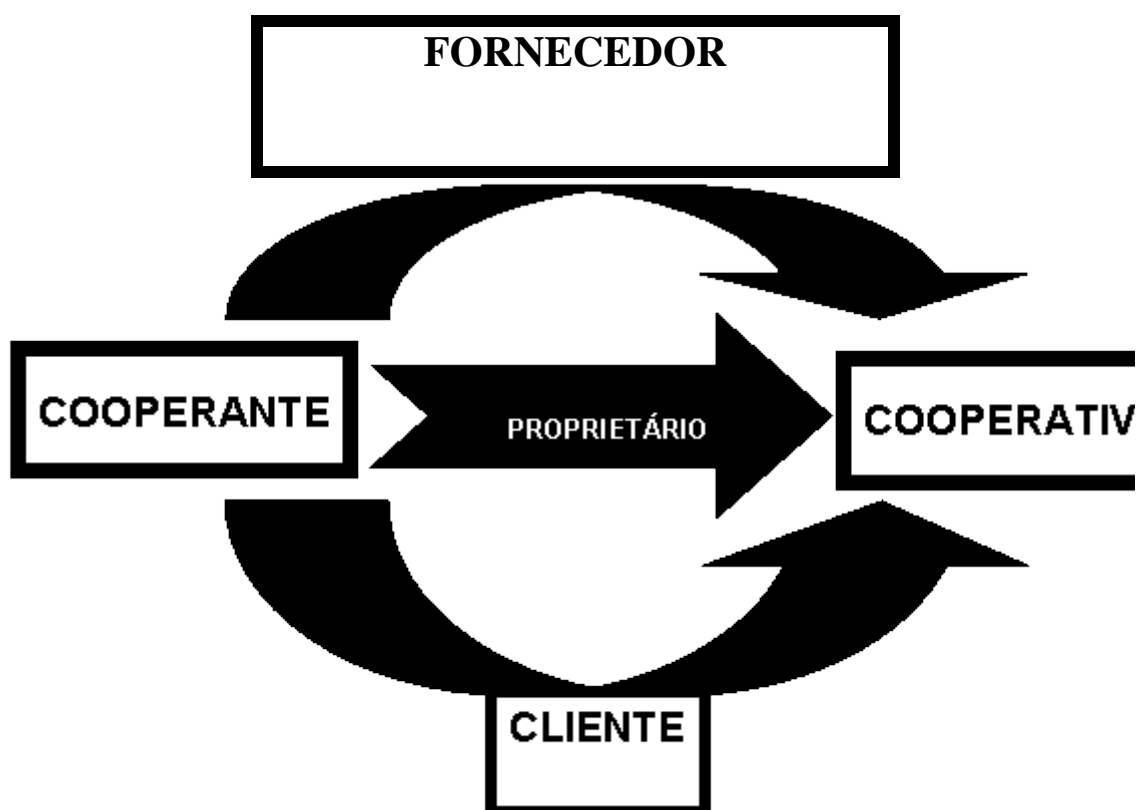 FORNECEDOR
COOPERANTE
PROPRIETÁRIO
COOPERATIV
CLIENTE